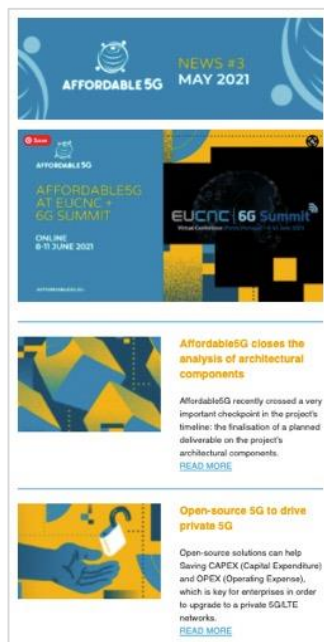 AFFORDABLE 5G
NEWS #3
MAY 2021
Save
AFFORDABLE 5G
AFFORDABLE5G
AT EUCNC +
6G SUMMIT
ONLINE
8-11 JUNE 2021
EUCNC | 6G Summit
Virtual Conference
Affordable5G closes the
analysis of architectural
components
Affordable5G recently crossed a very
important checkpoint in the project's
timeline: the finalisation of a planned
deliverable on the project's
architectural components.
READ MORE
Open-source 5G to drive
private 5G
Open-source solutions can help
Saving CAPEX (Capital Expenditure)
and OPEX (Operating Expense),
which is key for enterprises in order
to upgrade to a private 5G/LTE
networks.
READ MORE